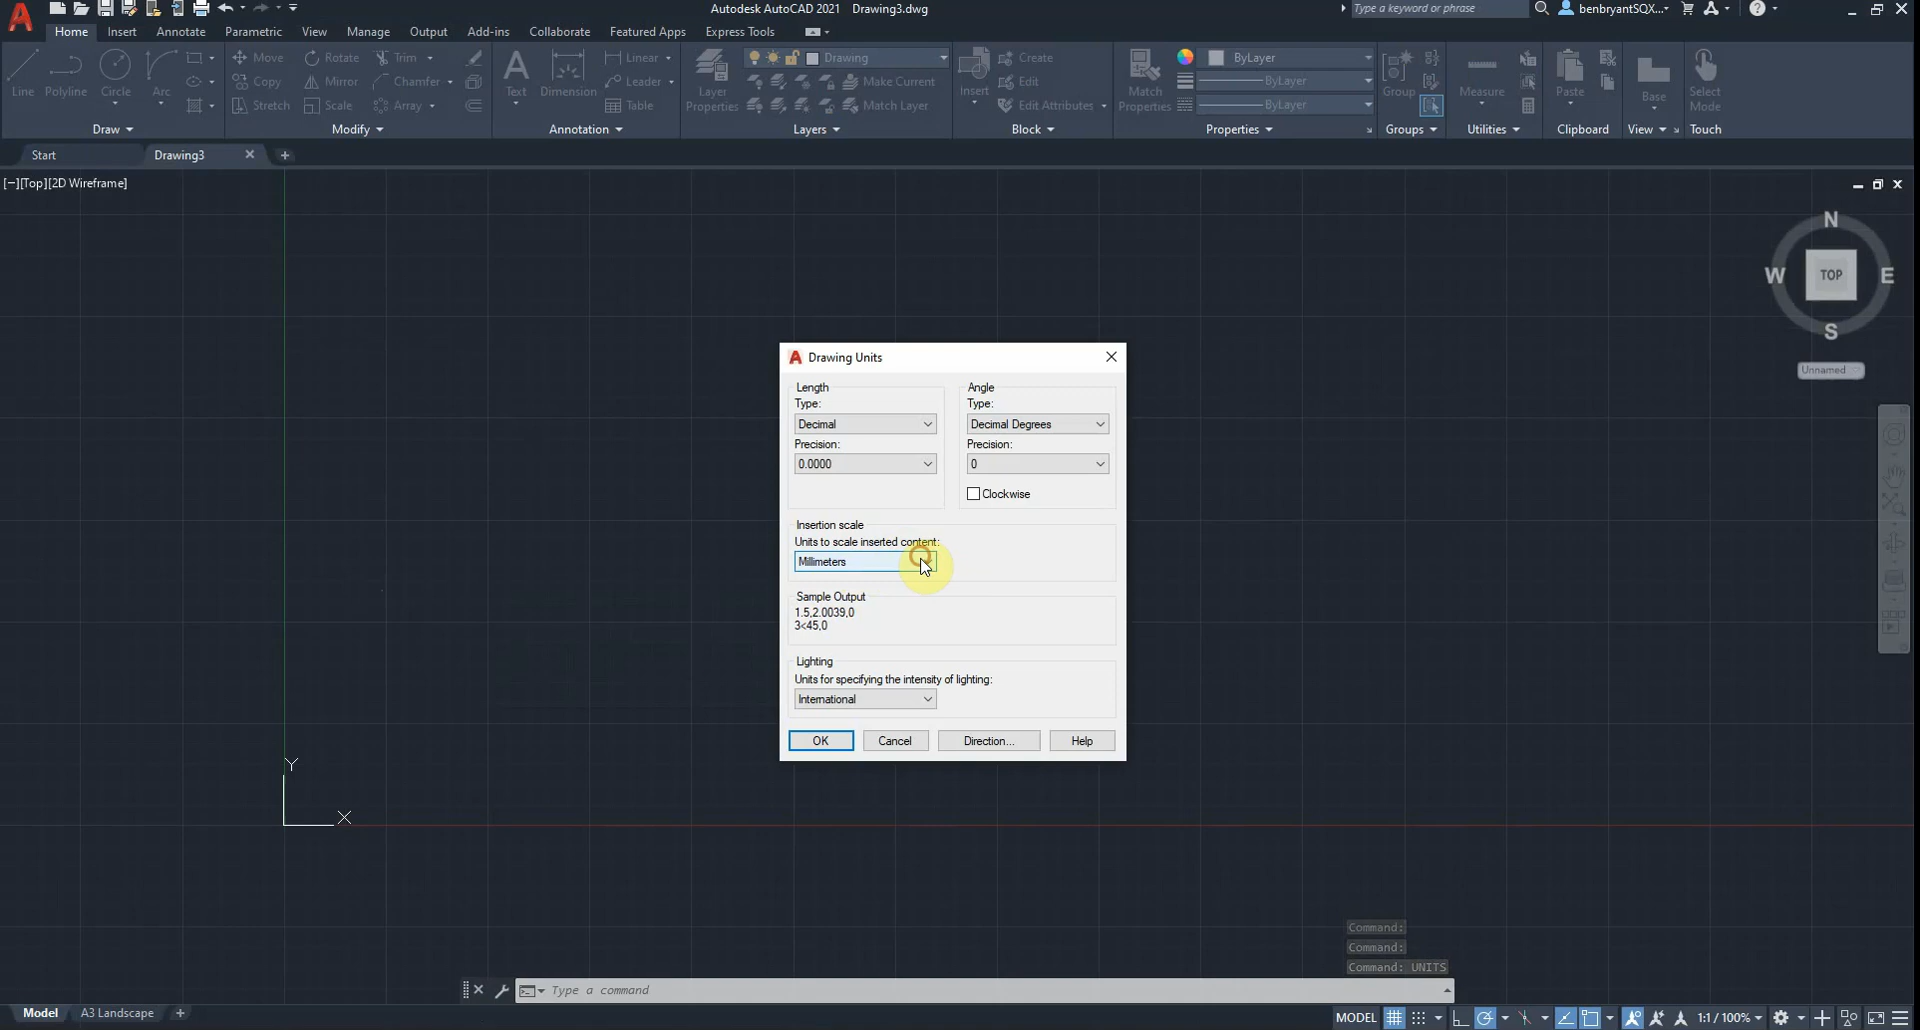 Autodesk AutoCAD 2021 Drawing3.dwg
Type a keyword or phrase
benbryantSQX...
Home Insert Annotate Parametric View Manage Output Add-ins Collaborate Featured Apps Express Tools
Line
Polyline
Circle
Arc
Draw
Move
Rotate
Trim
Copy
Mirror
Chamfer
Stretch
Scale
Array
Modify
Text
Dimension
Linear
Leader
Table
Annotation
Layer
Properties
Drawing
Make Current
Match Layer
Layers
Insert
Create
Edit
Edit Attributes
Block
Match
Properties
ByLayer
ByLayer
ByLayer
Properties
Group
Groups
Measure
Utilities
Paste
Clipboard
Base
View
Select
Mode
Touch
Start
Drawing3
[−][Top][2D Wireframe]
N
W
TOP
E
S
Unnamed
Drawing Units
Length
Type:
Decimal
Precision:
0.0000
Angle
Type:
Decimal Degrees
Precision:
0
Clockwise
Insertion scale
Units to scale inserted content:
Millimeters
Sample Output
1.5,2.0039,0
3<45,0
Lighting
Units for specifying the intensity of lighting:
International
OK
Cancel
Direction...
Help
Y
X
Command:
Command:
Command: UNITS
Type a command
Model
A3 Landscape
MODEL
1:1 / 100%